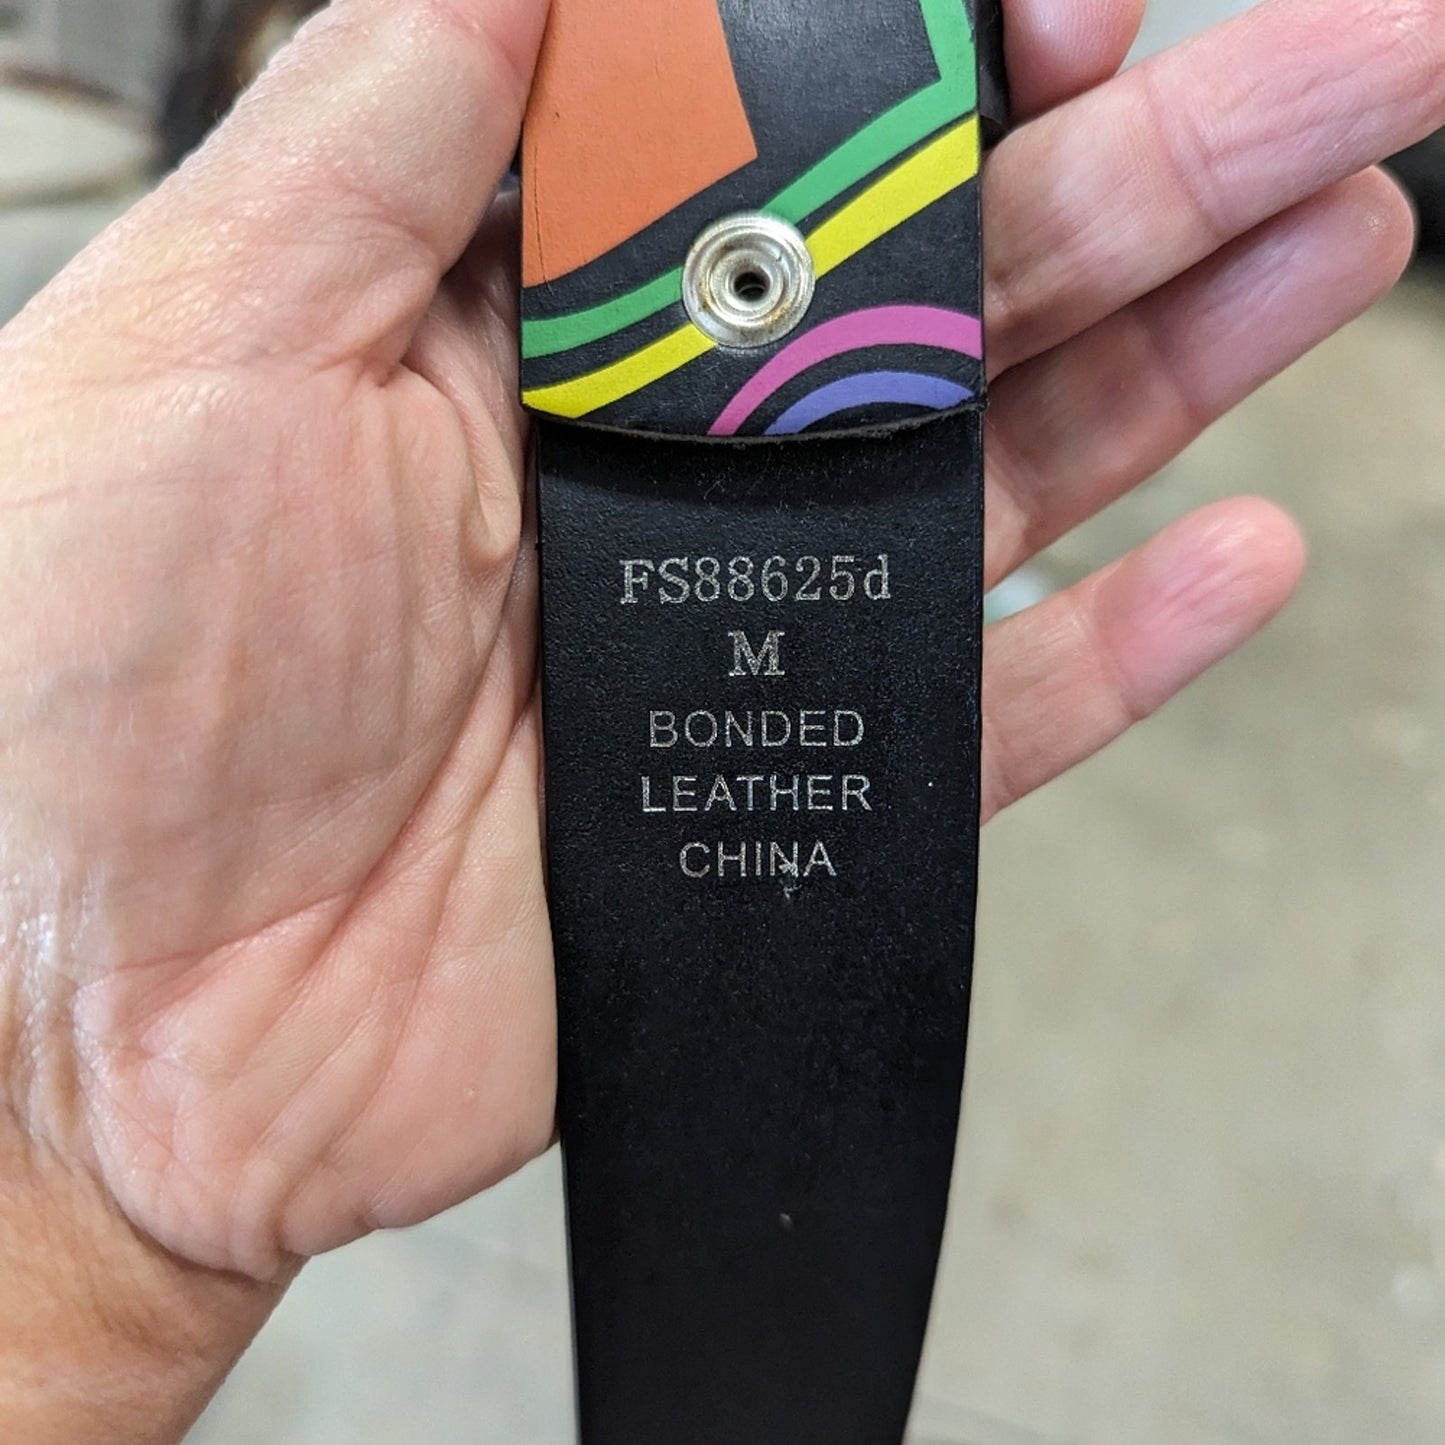 FS88625d
M
BONDED
LEATHER
CHINA